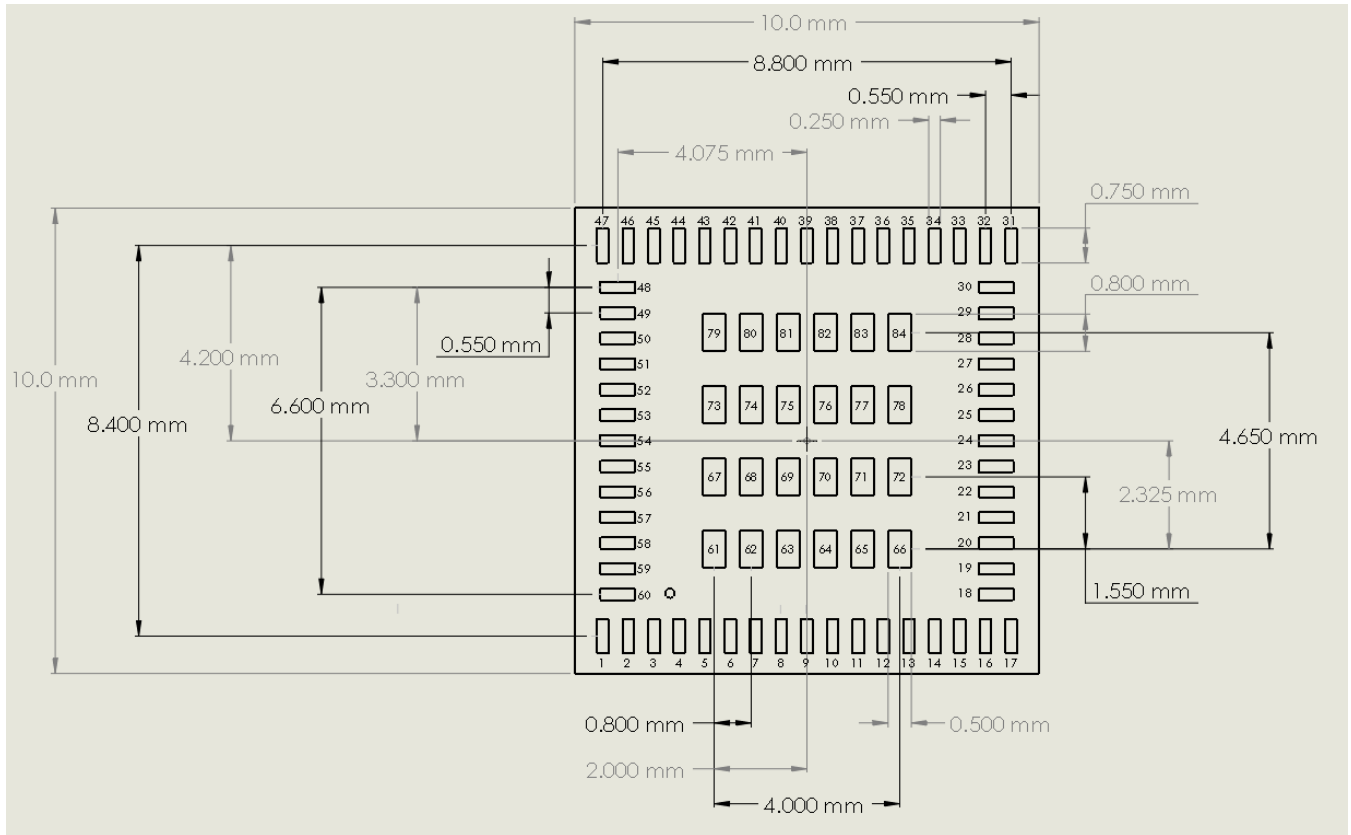 10.0 mm
8.800 mm
0.550 mm
0.250 mm
4.075 mm
0.750 mm
47 46 45 44 43 42 41 40 39 38 37 36 35 34 33 32 31
48 30
0.800 mm
49 29
79 80 81 82 83 84
50 28
0.550 mm
4.200 mm
51 27
10.0 mm
3.300 mm
52 26
6.600 mm
73 74 75 76 77 78
53 25
8.400 mm
54 24
4.650 mm
55 23
67 68 69 70 71 72
56 22
2.325 mm
57 21
58 20
61 62 63 64 65 66
59 19
1.550 mm
60 18
1 2 3 4 5 6 7 8 9 10 11 12 13 14 15 16 17
0.800 mm
0.500 mm
2.000 mm
4.000 mm